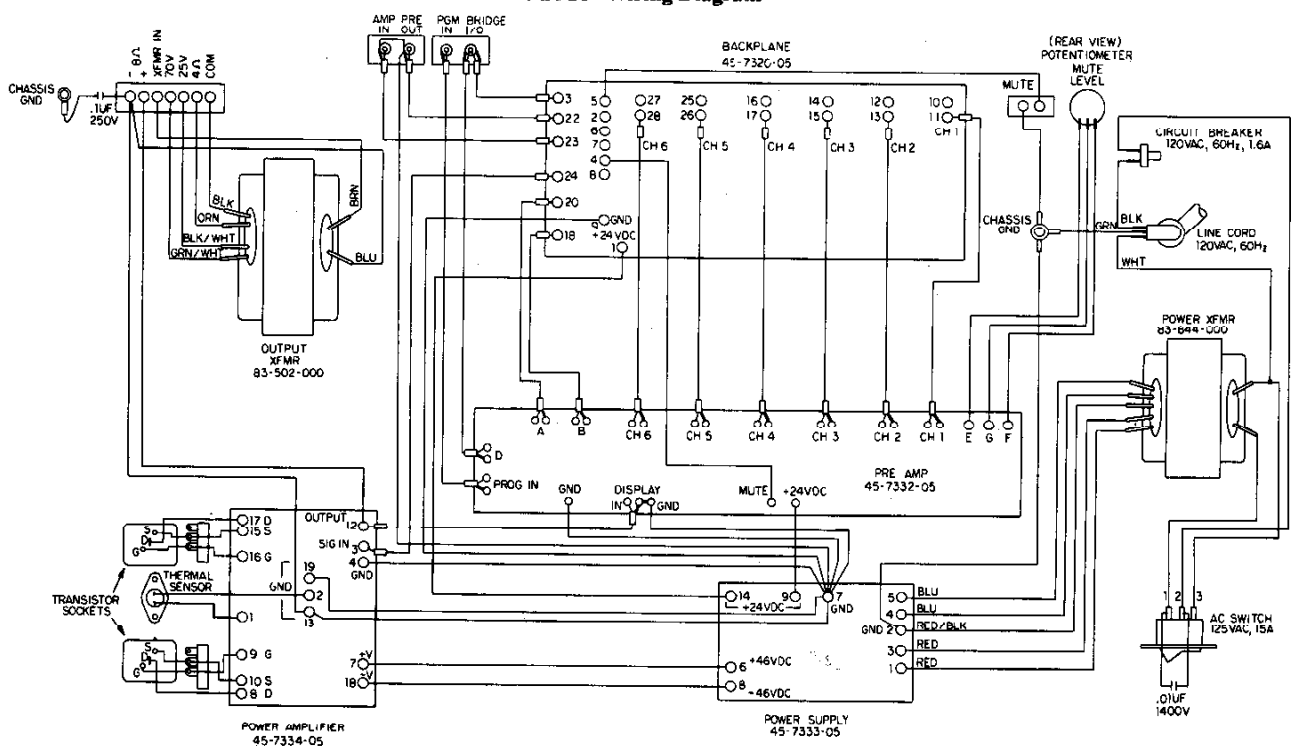 Wiring Diagram
AMP IN
PRE OUT
PGM IN
BRIDGE I/O
BACKPLANE
45-7320-05
(REAR VIEW)
POTENTIOMETER
MUTE
LEVEL
MUTE
CHASSIS
GND
- 8Ω +
XFMR IN
70V
25V
4Ω
COM
.1UF
250V
3
22
23
24
20
18
5
2
6
7
4
8
27
28
CH 6
25
26
CH 5
16
17
CH 4
14
15
CH 3
12
13
CH 2
10
11
CH 1
GND
9
+24VDC
1
CIRCUIT BREAKER
120VAC, 60Hz, 1.6A
CHASSIS
GND
GRN
BLK
WHT
LINE CORD
120VAC, 60Hz
BLK
ORN
BLK/WHT
GRN/WHT
BRN
BLU
OUTPUT
XFMR
83-502-000
POWER XFMR
83-844-000
A
B
CH 6
CH 5
CH 4
CH 3
CH 2
CH 1
E
G
F
D
PROG IN
GND
DISPLAY
IN
GND
MUTE
+24VDC
PRE AMP
45-7332-05
TRANSISTOR
SOCKETS
THERMAL
SENSOR
S
D
G
S
D
G
17 D
15 S
16 G
1
9 G
10 S
8 D
OUTPUT
12
SIG IN
3
4
GND
19
GND
2
13
7
+V
18
+V
POWER AMPLIFIER
45-7334-05
14
9
+24VDC
7
GND
6 +46VDC
8
-46VDC
5
BLU
4
BLU
GND 2
RED/BLK
3
RED
1
RED
POWER SUPPLY
45-7333-05
1
2
3
AC SWITCH
125VAC, 15A
.01UF
1400V